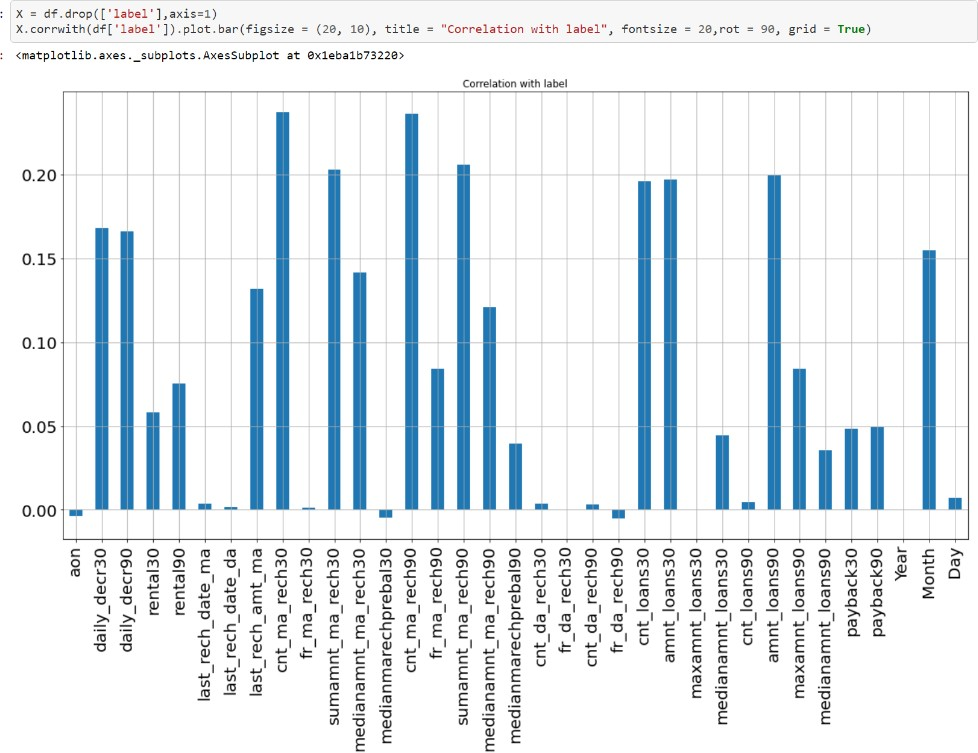 : X = df.drop(['label'],axis=1)
X.corrwith(df['label']).plot.bar(figsize = (20, 10), title = "Correlation with label", fontsize = 20,rot = 90, grid = True)
: <matplotlib.axes._subplots.AxesSubplot at 0x1eba1b73220>
Correlation with label
0.20
0.15
0.10
0.05
0.00
aon
daily_decr30
daily_decr90
rental30
rental90
last_rech_date_ma
last_rech_date_da
last_rech_amt_ma
cnt_ma_rech30
fr_ma_rech30
sumamnt_ma_rech30
medianamnt_ma_rech30
medianmarechprebal30
cnt_ma_rech90
fr_ma_rech90
sumamnt_ma_rech90
medianamnt_ma_rech90
medianmarechprebal90
cnt_da_rech30
fr_da_rech30
cnt_da_rech90
fr_da_rech90
cnt_loans30
amnt_loans30
maxamnt_loans30
medianamnt_loans30
cnt_loans90
amnt_loans90
maxamnt_loans90
medianamnt_loans90
payback30
payback90
Year
Month
Day